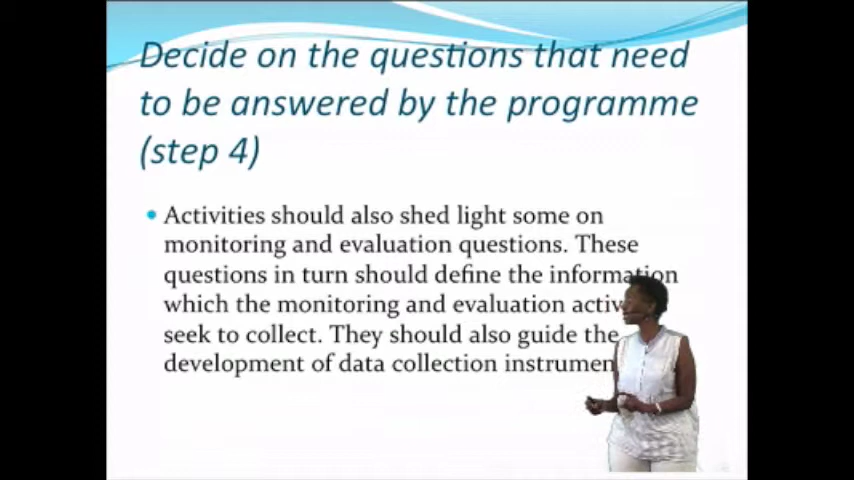 Decide on the questions that need
to be answered by the programme
(step 4)
• Activities should also shed light some on
monitoring and evaluation questions. These
questions in turn should define the information
which the monitoring and evaluation activ
seek to collect. They should also guide the
development of data collection instrumen